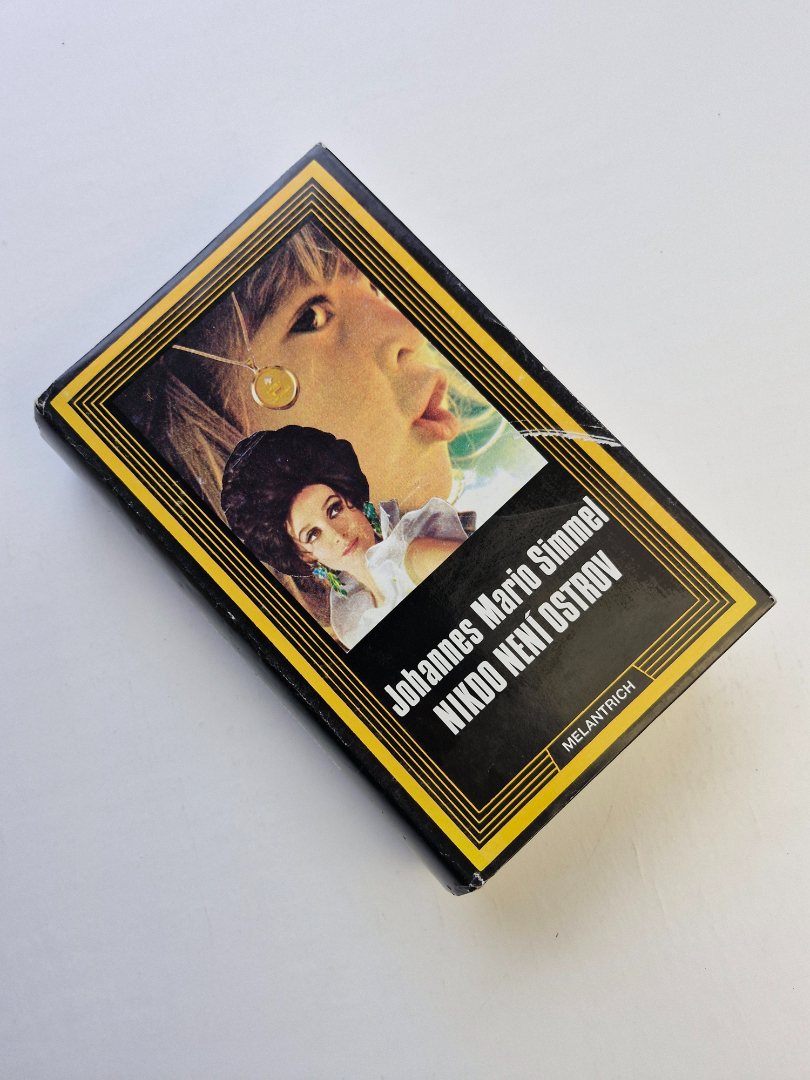 Johannes Mario Simmel
NIKDO NENÍ OSTROV
MELANTRICH